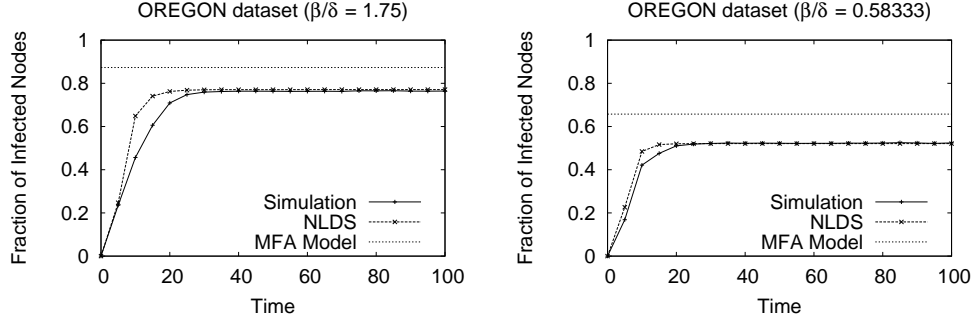 OREGON dataset (β/δ = 1.75)
Fraction of Infected Nodes
1
0.8
0.6
0.4
0.2
0
Simulation
NLDS
MFA Model
0 20 40 60 80 100
Time
OREGON dataset (β/δ = 0.58333)
Fraction of Infected Nodes
1
0.8
0.6
0.4
0.2
0
Simulation
NLDS
MFA Model
0 20 40 60 80 100
Time